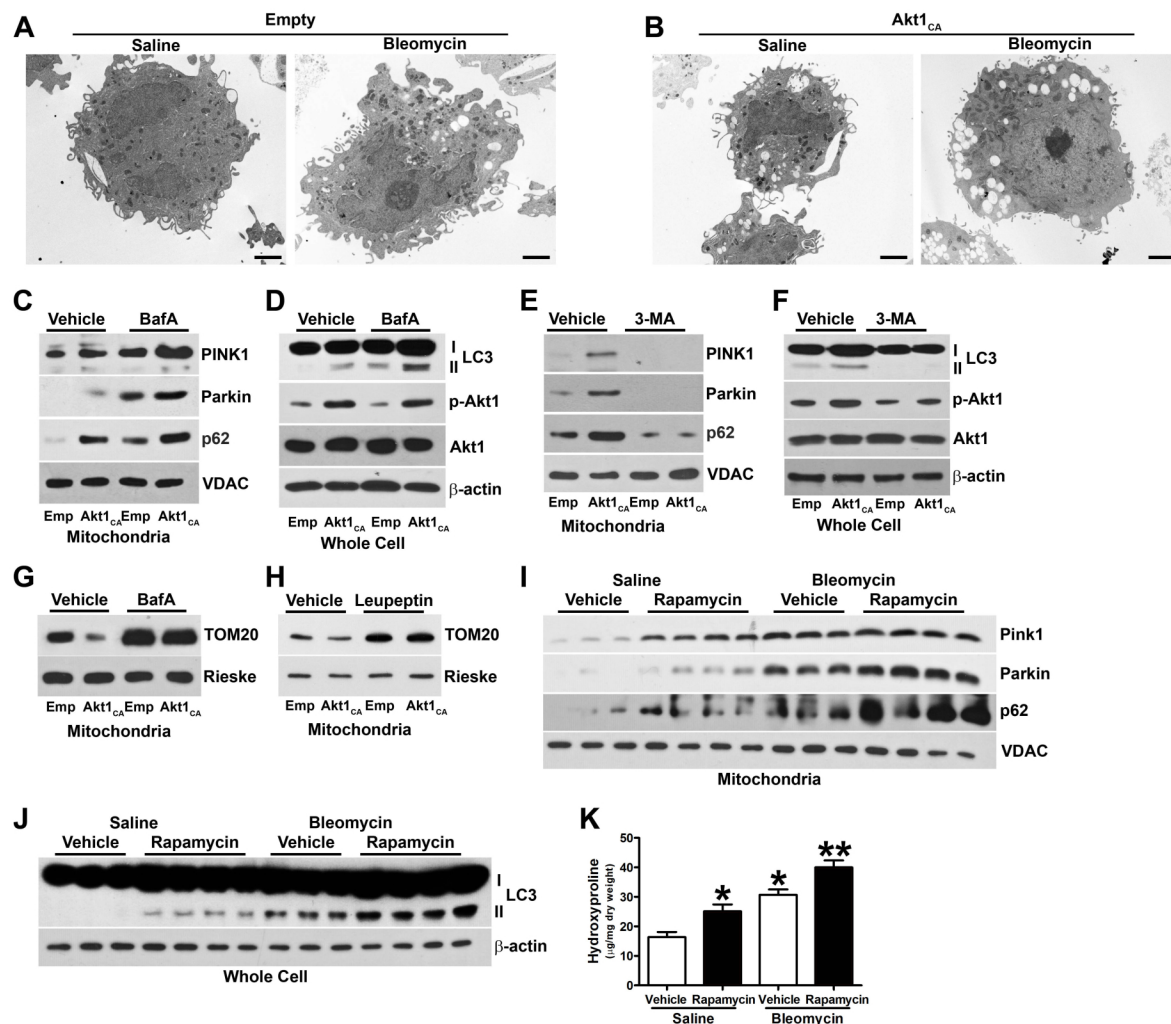 A
Empty
Saline
Bleomycin
B
Akt1CA
Saline
Bleomycin
C
Vehicle
BafA
PINK1
Parkin
p62
VDAC
Emp Akt1CA Emp Akt1CA
Mitochondria
D
Vehicle
BafA
I
II
LC3
p-Akt1
Akt1
β-actin
Emp Akt1CA Emp Akt1CA
Whole Cell
E
Vehicle
3-MA
PINK1
Parkin
p62
VDAC
Emp Akt1CA Emp Akt1CA
Mitochondria
F
Vehicle
3-MA
I
II
LC3
p-Akt1
Akt1
β-actin
Emp Akt1CA Emp Akt1CA
Whole Cell
G
Vehicle
BafA
TOM20
Rieske
Emp Akt1CA Emp Akt1CA
Mitochondria
H
Vehicle
Leupeptin
TOM20
Rieske
Emp Akt1CA Emp Akt1CA
Mitochondria
I
Saline
Bleomycin
Vehicle
Rapamycin
Vehicle
Rapamycin
Pink1
Parkin
p62
VDAC
Mitochondria
J
Saline
Bleomycin
Vehicle
Rapamycin
Vehicle
Rapamycin
I
II
LC3
β-actin
Whole Cell
K
Hydroxyproline
(μg/mg dry weight)
50
40
30
20
10
0
*
*
**
Vehicle Rapamycin Vehicle Rapamycin
Saline
Bleomycin